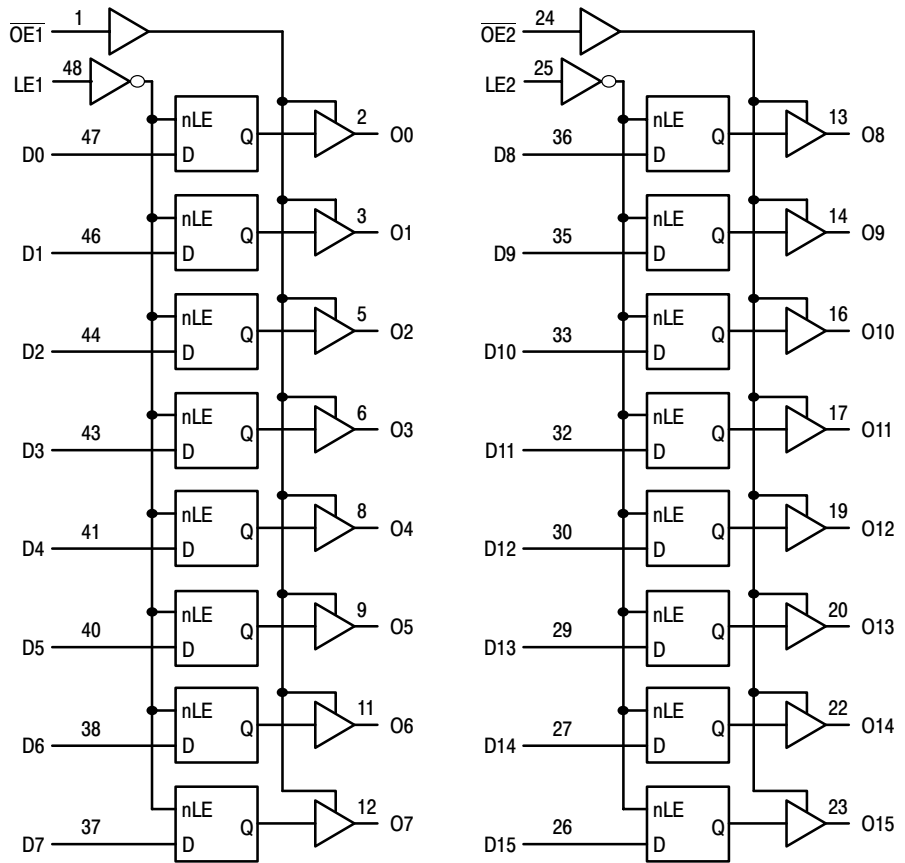 O̅E̅1̅ 1
LE1 48
nLE
D0 47 D Q 2 O0
nLE
D1 46 D Q 3 O1
nLE
D2 44 D Q 5 O2
nLE
D3 43 D Q 6 O3
nLE
D4 41 D Q 8 O4
nLE
D5 40 D Q 9 O5
nLE
D6 38 D Q 11 O6
nLE
D7 37 D Q 12 O7
O̅E̅2̅ 24
LE2 25
nLE
D8 36 D Q 13 O8
nLE
D9 35 D Q 14 O9
nLE
D10 33 D Q 16 O10
nLE
D11 32 D Q 17 O11
nLE
D12 30 D Q 19 O12
nLE
D13 29 D Q 20 O13
nLE
D14 27 D Q 22 O14
nLE
D15 26 D Q 23 O15